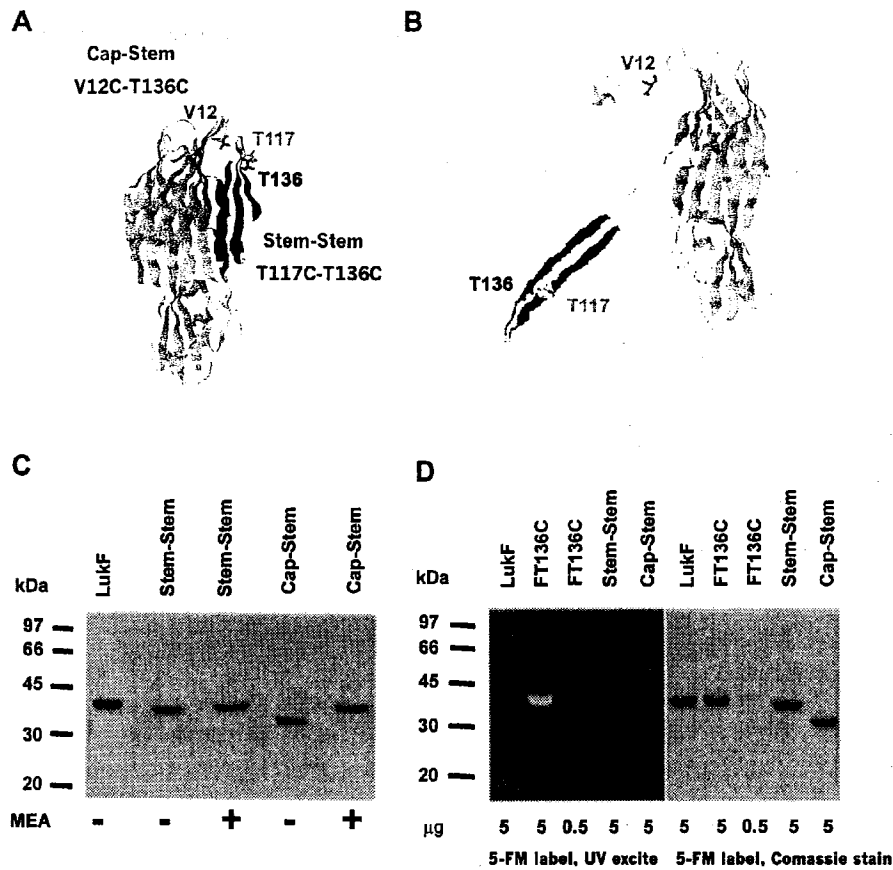 A
Cap-Stem
V12C-T136C
V12
T117
T136
Stem-Stem
T117C-T136C
B
V12
T136
T117
C
LukF
Stem-Stem
Stem-Stem
Cap-Stem
Cap-Stem
kDa
97
66
45
30
20
MEA - - + - +
D
LukF
FT136C
FT136C
Stem-Stem
Cap-Stem
LukF
FT136C
FT136C
Stem-Stem
Cap-Stem
kDa
97
66
45
30
20
µg 5 5 0.5 5 5 5 5 0.5 5 5
5-FM label, UV excite 5-FM label, Comassie stain